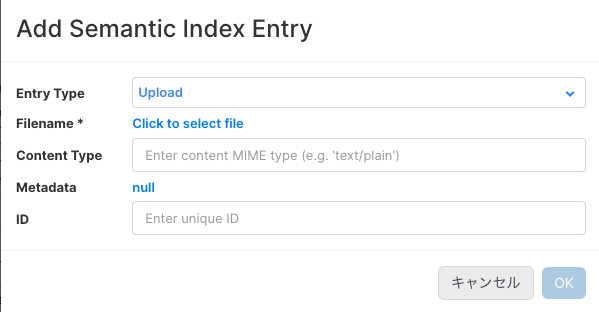 Add Semantic Index Entry
Entry Type Upload
Filename * Click to select file
Content Type Enter content MIME type (e.g. 'text/plain')
Metadata null
ID Enter unique ID
キャンセル OK